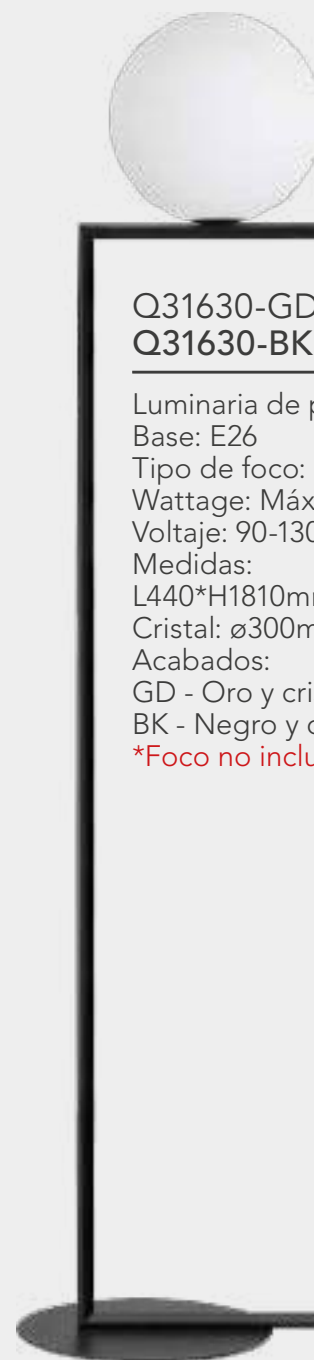 Q31630-GD
Q31630-BK
Luminaria de
Base: E26
Tipo de foco:
Wattage: Máx
Voltaje: 90-130
Medidas:
L440*H1810m
Cristal: ø300m
Acabados:
GD - Oro y cri
BK - Negro y
*Foco no inclu